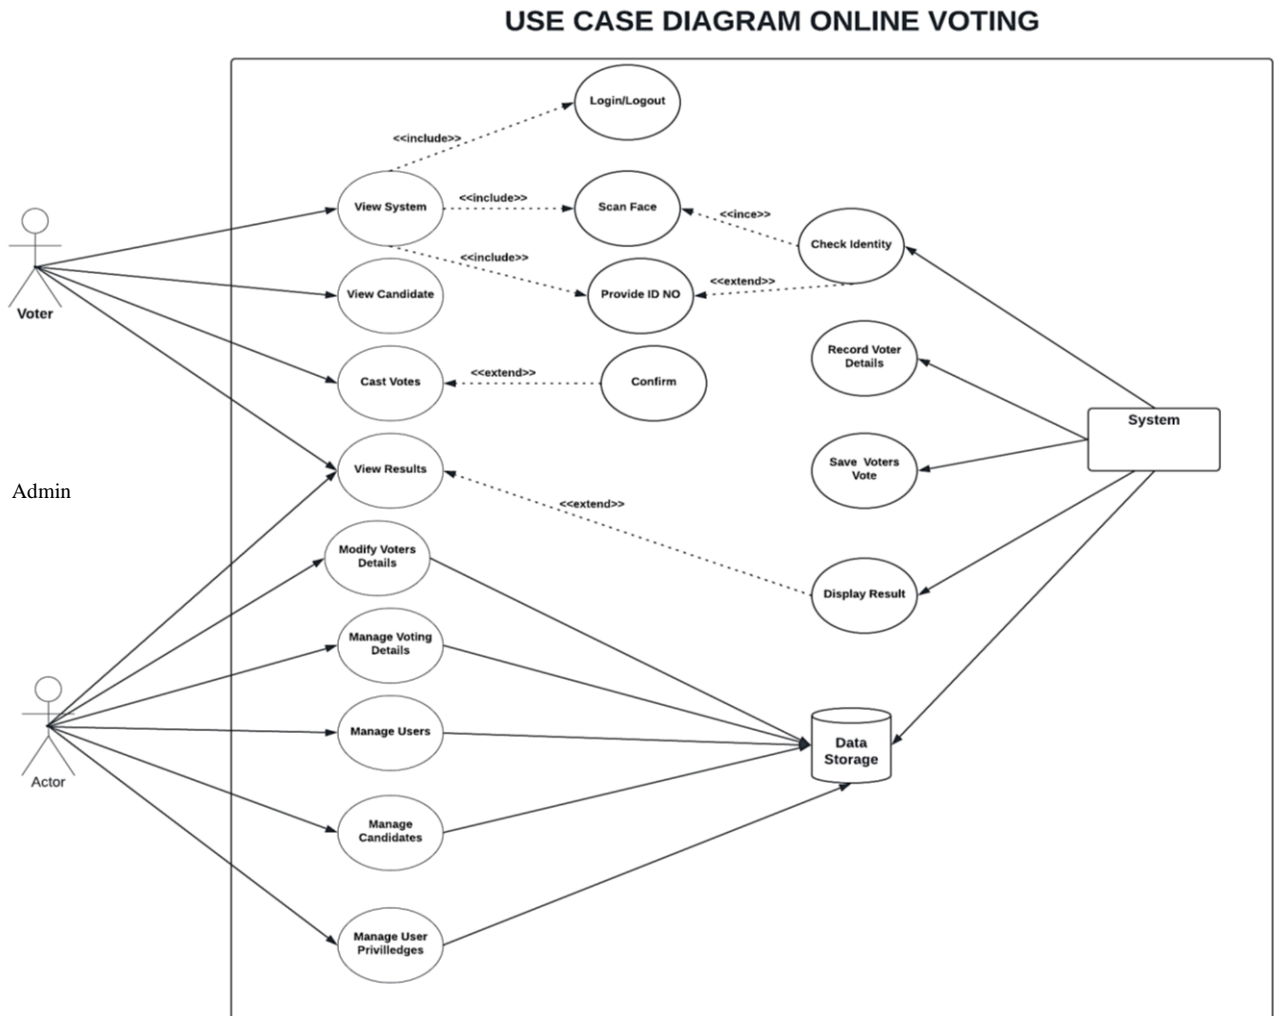 USE CASE DIAGRAM ONLINE VOTING
Login/Logout
<<include>>
View System
<<include>>
Scan Face
<<ince>>
Check Identity
<<include>>
View Candidate
Provide ID NO
<<extend>>
Voter
Record Voter
Details
Cast Votes
<<extend>>
Confirm
System
View Results
Save Voters
Vote
Admin
<<extend>>
Modify Voters
Details
Display Result
Manage Voting
Details
Manage Users
Data
Storage
Actor
Manage
Candidates
Manage User
Privilledges